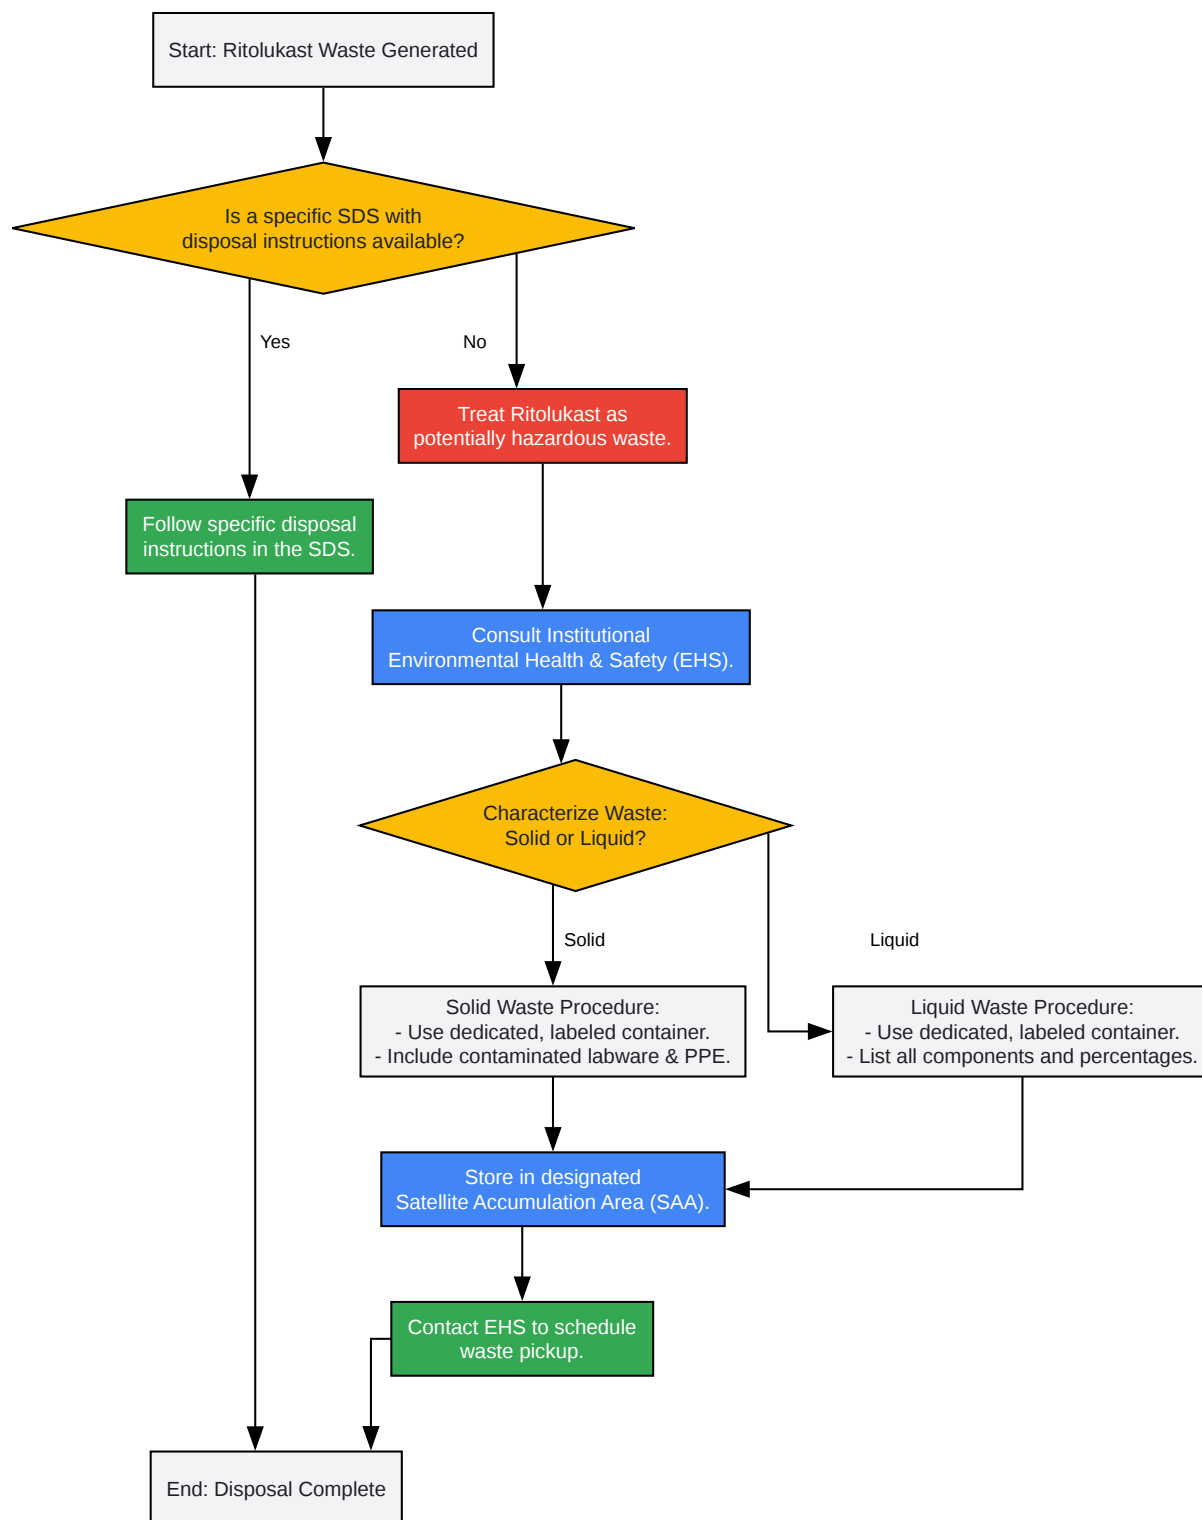 Start: Ritolukast Waste Generated
Is a specific SDS with
disposal instructions available?
Yes
No
Treat Ritolukast as
potentially hazardous waste.
Follow specific disposal
instructions in the SDS.
Consult Institutional
Environmental Health & Safety (EHS).
Characterize Waste:
Solid or Liquid?
Solid
Liquid
Solid Waste Procedure:
- Use dedicated, labeled container.
- Include contaminated labware & PPE.
Liquid Waste Procedure:
- Use dedicated, labeled container.
- List all components and percentages.
Store in designated
Satellite Accumulation Area (SAA).
Contact EHS to schedule
waste pickup.
End: Disposal Complete